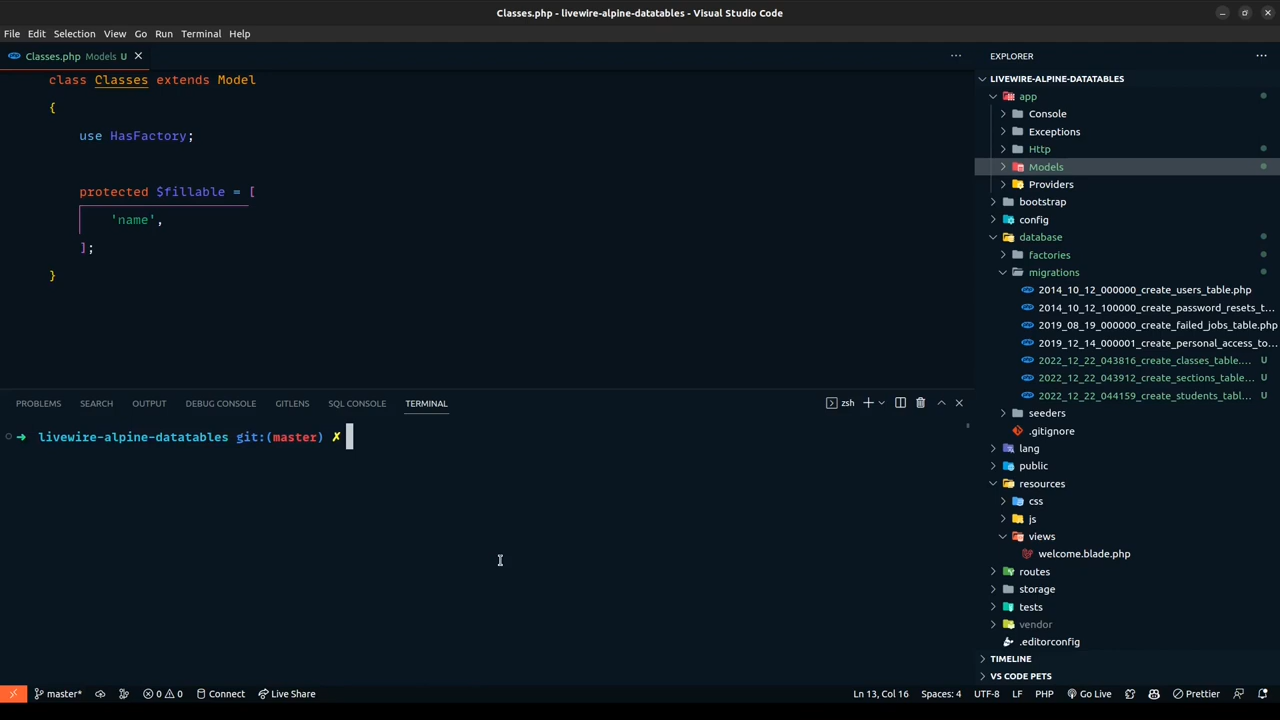 Classes.php - livewire-alpine-datatables - Visual Studio Code
File Edit Selection View Go Run Terminal Help
Classes.php Models U
class Classes extends Model
{
use HasFactory;
protected $fillable = [
'name',
];
}
PROBLEMS SEARCH OUTPUT DEBUG CONSOLE GITLENS SQL CONSOLE TERMINAL
zsh
livewire-alpine-datatables git:(master) ✗
EXPLORER
LIVEWIRE-ALPINE-DATATABLES
app
Console
Exceptions
Http
Models
Providers
bootstrap
config
database
factories
migrations
2014_10_12_000000_create_users_table.php
2014_10_12_100000_create_password_resets_t...
2019_08_19_000000_create_failed_jobs_table.php
2019_12_14_000001_create_personal_access_to...
2022_12_22_043816_create_classes_table.... U
2022_12_22_043912_create_sections_table... U
2022_12_22_044159_create_students_tabl... U
seeders
.gitignore
lang
public
resources
css
js
views
welcome.blade.php
routes
storage
tests
vendor
.editorconfig
TIMELINE
VS CODE PETS
master* 0 0 Connect Live Share Ln 13, Col 16 Spaces: 4 UTF-8 LF PHP Go Live Prettier